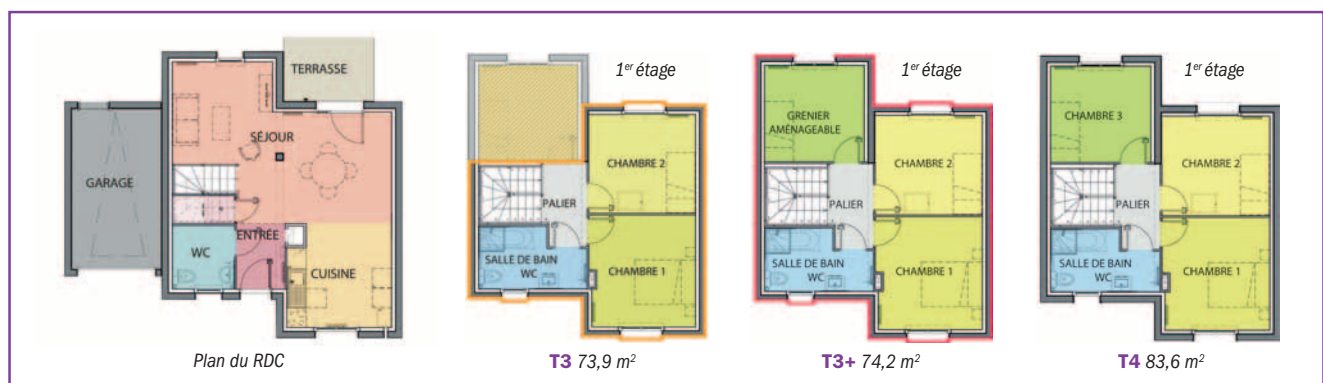 TERRASSE
SÉJOUR
GARAGE
ENTRÉE
WC
CUISINE
Plan du RDC
1er étage
CHAMBRE 2
PALIER
SALLE DE BAIN
WC
CHAMBRE 1
T3 73,9 m²
1er étage
GRENIER
AMÉNAGEABLE
CHAMBRE 2
PALIER
SALLE DE BAIN
WC
CHAMBRE 1
T3+ 74,2 m²
1er étage
CHAMBRE 3
CHAMBRE 2
PALIER
SALLE DE BAIN
WC
CHAMBRE 1
T4 83,6 m²